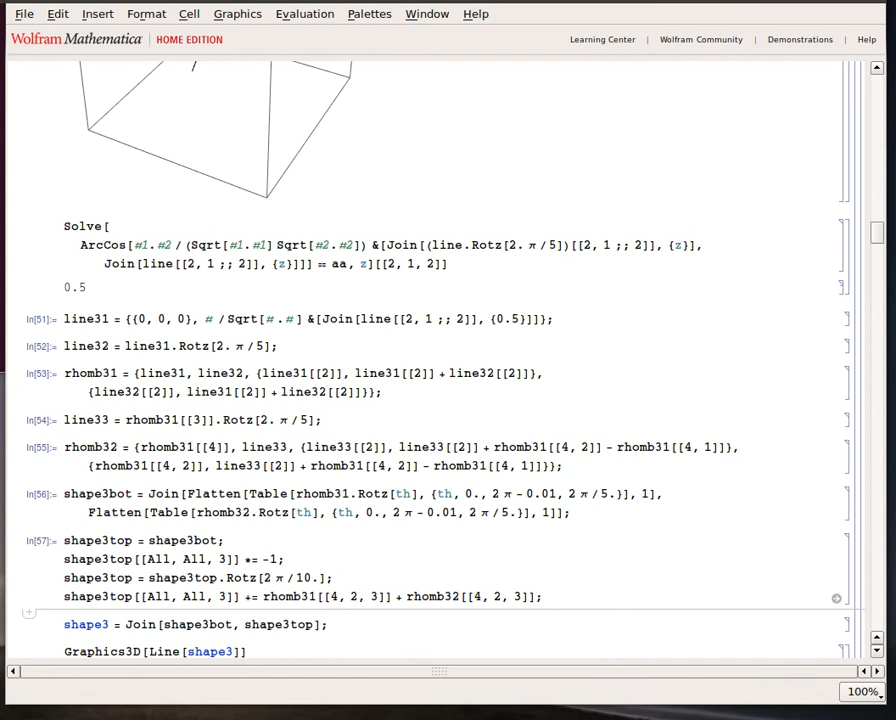 File Edit Insert Format Cell Graphics Evaluation Palettes Window Help
Wolfram Mathematica | HOME EDITION Learning Center | Wolfram Community | Demonstrations | Help
Solve[
ArcCos[#1.#2 / (Sqrt[#1.#1] Sqrt[#2.#2]) &[Join[(line.Rotz[2. π / 5])[[2, 1 ;; 2]], {z}],
Join[line[[2, 1 ;; 2]], {z}]]] == aa, z][[2, 1, 2]]
0.5
In[51]:= line31 = {{0, 0, 0}, # / Sqrt[# . #] &[Join[line[[2, 1 ;; 2]], {0.5}]]};
In[52]:= line32 = line31.Rotz[2. π / 5];
In[53]:= rhomb31 = {line31, line32, {line31[[2]], line31[[2]] + line32[[2]]},
{line32[[2]], line31[[2]] + line32[[2]]}};
In[54]:= line33 = rhomb31[[3]].Rotz[2. π / 5];
In[55]:= rhomb32 = {rhomb31[[4]], line33, {line33[[2]], line33[[2]] + rhomb31[[4, 2]] - rhomb31[[4, 1]]},
{rhomb31[[4, 2]], line33[[2]] + rhomb31[[4, 2]] - rhomb31[[4, 1]]}};
In[56]:= shape3bot = Join[Flatten[Table[rhomb31.Rotz[th], {th, 0., 2 π - 0.01, 2 π / 5.}], 1],
Flatten[Table[rhomb32.Rotz[th], {th, 0., 2 π - 0.01, 2 π / 5.}], 1]];
In[57]:= shape3top = shape3bot;
shape3top[[All, All, 3]] *= -1;
shape3top = shape3top.Rotz[2 π / 10.];
shape3top[[All, All, 3]] += rhomb31[[4, 2, 3]] + rhomb32[[4, 2, 3]];
shape3 = Join[shape3bot, shape3top];
Graphics3D[Line[shape3]]
100%